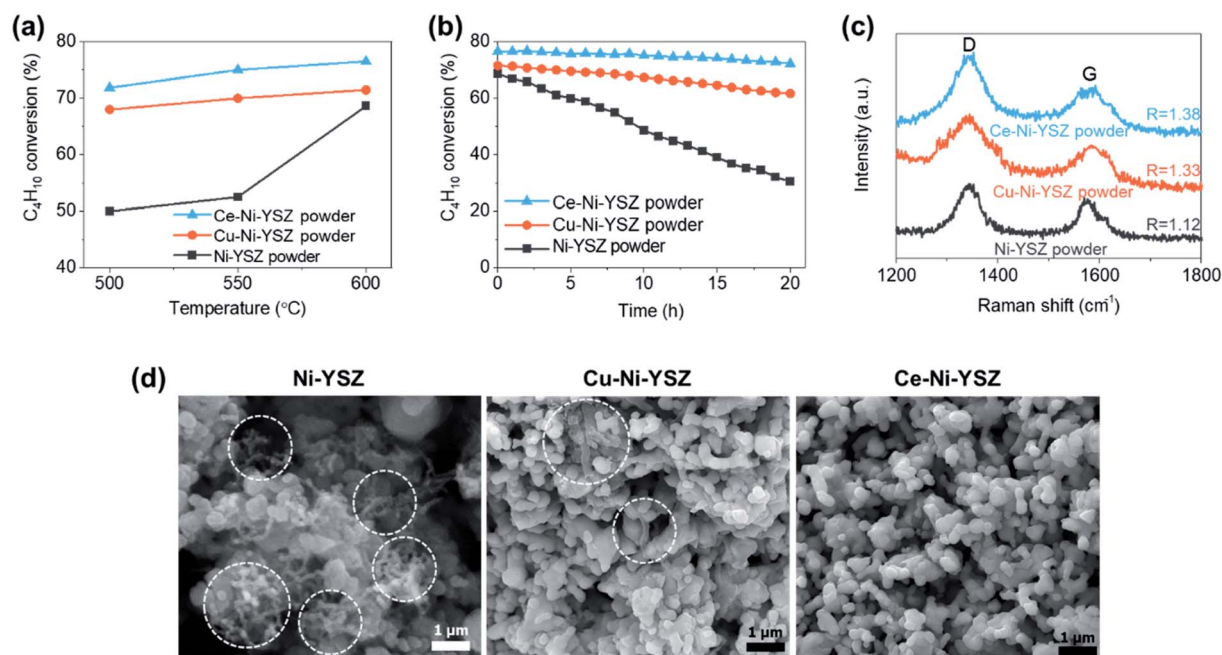 (a)
C₄H₁₀ conversion (%)
80
70
60
50
40
Ce-Ni-YSZ powder
Cu-Ni-YSZ powder
Ni-YSZ powder
500 550 600
Temperature (°C)
(b)
C₄H₁₀ conversion (%)
80
60
40
20
0
Ce-Ni-YSZ powder
Cu-Ni-YSZ powder
Ni-YSZ powder
0 5 10 15 20
Time (h)
(c)
Intensity (a.u.)
D
G
R=1.38
Ce-Ni-YSZ powder
R=1.33
Cu-Ni-YSZ powder
R=1.12
Ni-YSZ powder
1200 1400 1600 1800
Raman shift (cm⁻¹)
(d)
Ni-YSZ
Cu-Ni-YSZ
Ce-Ni-YSZ
1 μm
1 μm
1 μm